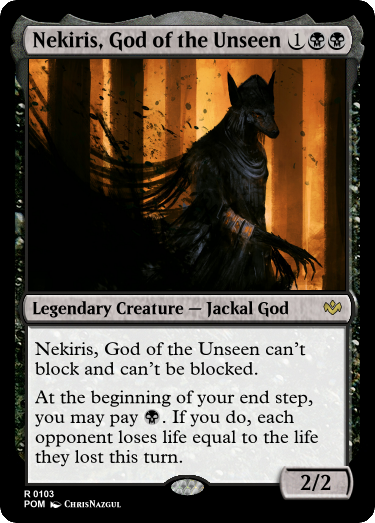 Nekiris, God of the Unseen 1
Legendary Creature — Jackal God
Nekiris, God of the Unseen can't
block and can't be blocked.
At the beginning of your end step,
you may pay . If you do, each
opponent loses life equal to the life
they lost this turn.
2/2
R 0103
POM ChrisNazgul